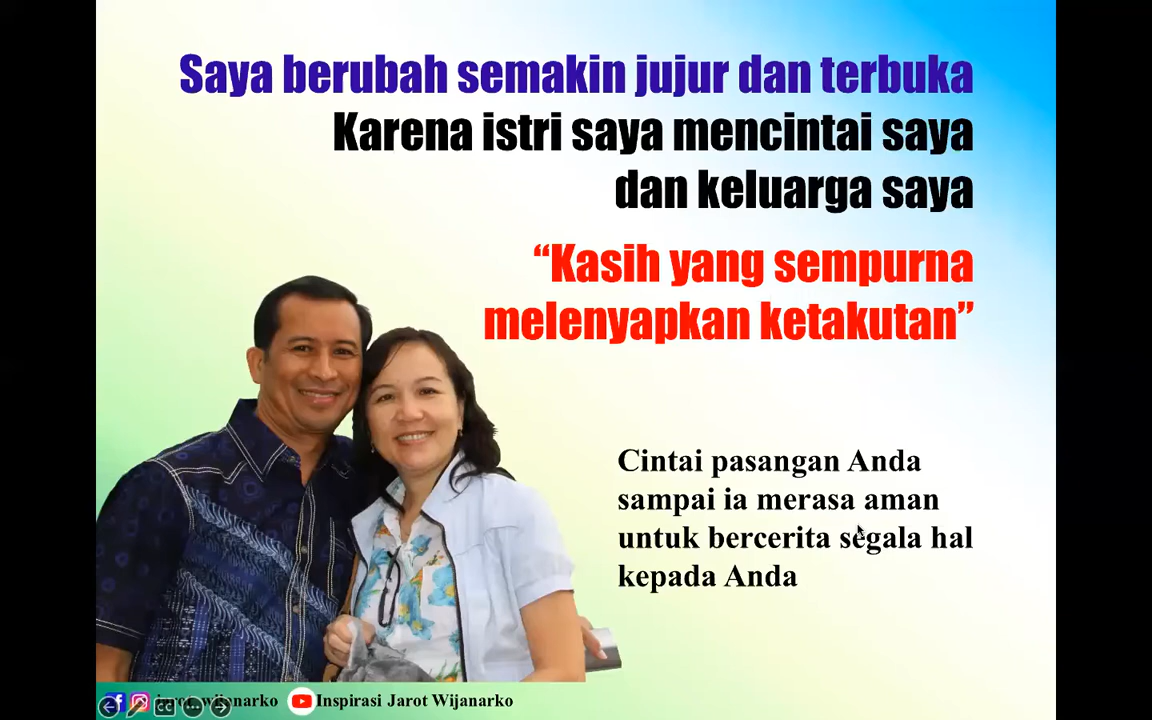 Saya berubah semakin jujur dan terbuka
Karena istri saya mencintai saya
dan keluarga saya
“Kasih yang sempurna
melenyapkan ketakutan”
Cintai pasangan Anda
sampai ia merasa aman
untuk bercerita segala hal
kepada Anda
jarot_wijanarko Inspirasi Jarot Wijanarko